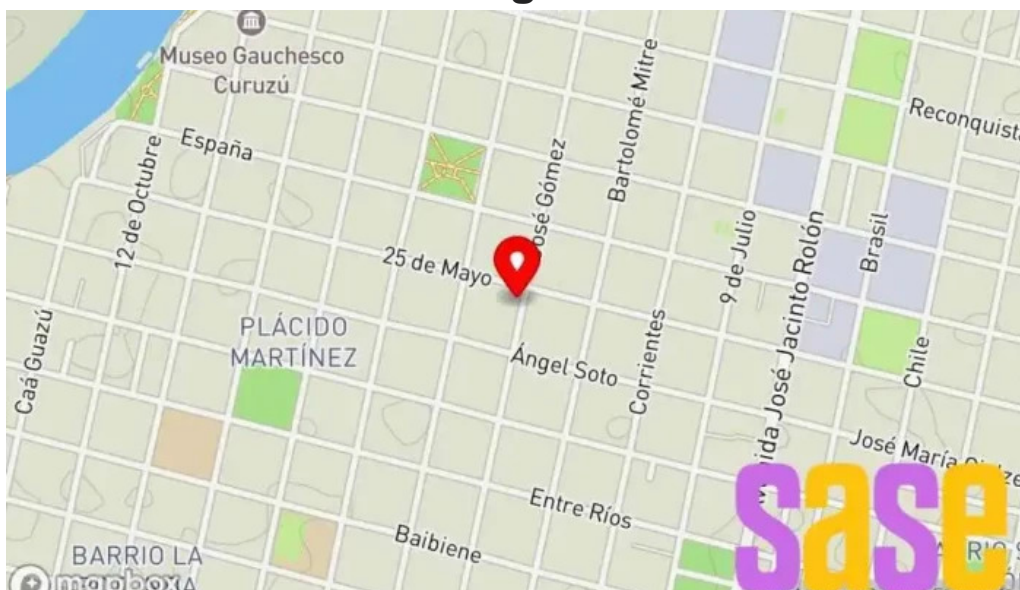 Museo Gauchesco
Curuzú
España
12 de Octubre
Bartolomé Mitre
José Gómez
Reconquista
25 de Mayo
9 de Julio
Brasil
PLÁCIDO
MARTÍNEZ
Caá Guazú
Ángel Soto
Corrientes
José Jacinto Rolón
Chile
José María
Entre Ríos
Baibiene
BARRIO LA
mapbox
sase